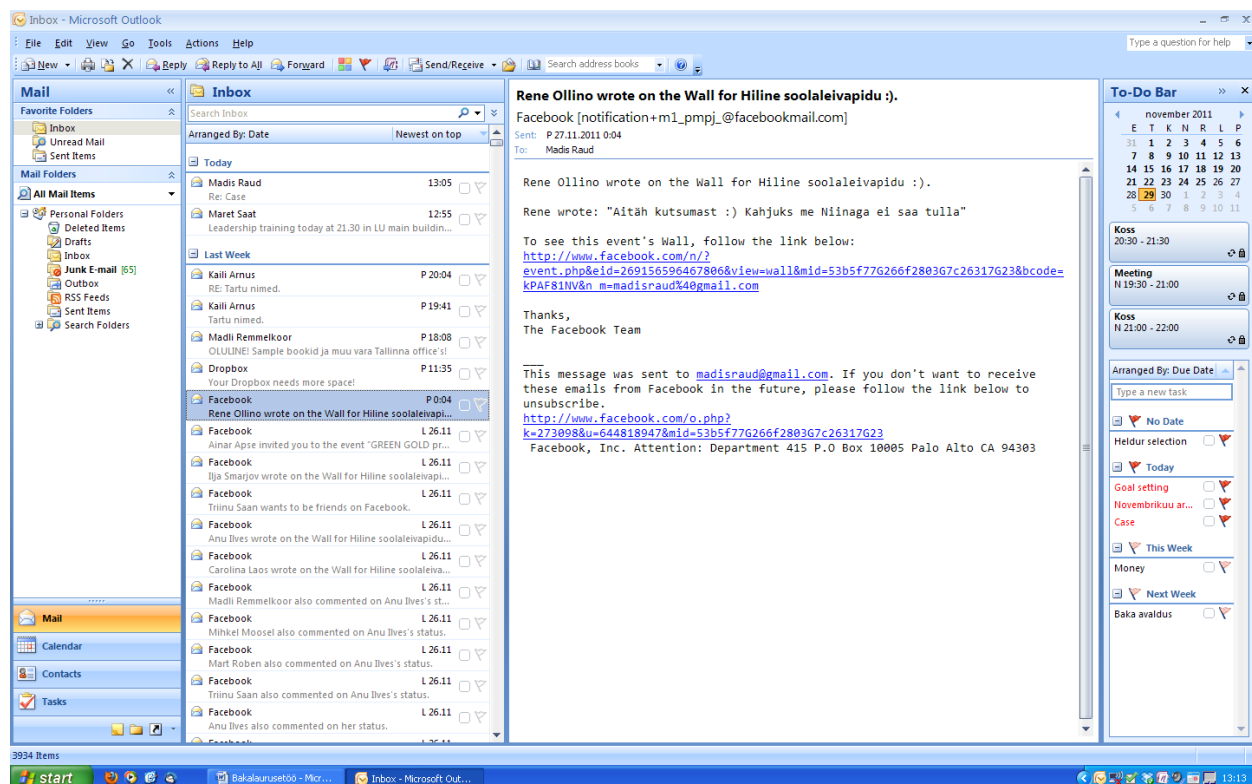 Inbox - Microsoft Outlook
File Edit View Go Tools Actions Help
Type a question for help
New Reply Reply to All Forward Send/Receive Search address books
Mail
Favorite Folders
Inbox
Unread Mail
Sent Items
Mail Folders
All Mail Items
Personal Folders
Deleted Items
Drafts
Inbox
Junk E-mail [65]
Outbox
RSS Feeds
Sent Items
Search Folders
Mail
Calendar
Contacts
Tasks
Inbox
Search Inbox
Arranged By: Date Newest on top
Today
Madis Raud 13:05
Re: Case
Maret Saat 12:55
Leadership training today at 21.30 in LU main buildin...
Last Week
Kaili Arnus P 20:04
RE: Tartu nimed.
Kaili Arnus P 19:41
Tartu nimed.
Madli Remmelkoor P 18:08
OLULINE! Sample bookid ja muu vara Tallinna office's!
Dropbox P 11:35
Your Dropbox needs more space!
Facebook P 0:04
Rene Ollino wrote on the Wall for Hiline soolaleivapi...
Facebook L 26.11
Ainar Apse invited you to the event "GREEN GOLD pr...
Facebook L 26.11
Ilja Smarjov wrote on the Wall for Hiline soolaleivapi...
Facebook L 26.11
Triinu Saan wants to be friends on Facebook.
Facebook L 26.11
Anu Ilves wrote on the Wall for Hiline soolaleivapidu...
Facebook L 26.11
Carolina Laos wrote on the Wall for Hiline soolaleiva...
Facebook L 26.11
Madli Remmelkoor also commented on Anu Ilves's st...
Facebook L 26.11
Mihkel Moosel also commented on Anu Ilves's status.
Facebook L 26.11
Mart Roben also commented on Anu Ilves's status.
Facebook L 26.11
Triinu Saan also commented on Anu Ilves's status.
Facebook L 26.11
Anu Ilves also commented on her status.
Rene Ollino wrote on the Wall for Hiline soolaleivapidu :).
Facebook [notification+m1_pmpj_@facebookmail.com]
Sent: P 27.11.2011 0:04
To: Madis Raud
Rene Ollino wrote on the Wall for Hiline soolaleivapidu :).
Rene wrote: "Aitäh kutsumast :) Kahjuks me Niinaga ei saa tulla"
To see this event's Wall, follow the link below:
http://www.facebook.com/n/?
event.php&eid=269156596467806&view=wall&mid=53b5f77G266f2803G7c26317G23&bcode=
kPAF81NV&n_m=madisraud%40gmail.com
Thanks,
The Facebook Team
___
This message was sent to madisraud@gmail.com. If you don't want to receive
these emails from Facebook in the future, please follow the link below to
unsubscribe.
http://www.facebook.com/o.php?
k=273098&u=644818947&mid=53b5f77G266f2803G7c26317G23
Facebook, Inc. Attention: Department 415 P.O Box 10005 Palo Alto CA 94303
To-Do Bar
november 2011
E T K N R L P
31 1 2 3 4 5 6
7 8 9 10 11 12 13
14 15 16 17 18 19 20
21 22 23 24 25 26 27
28 29 30 1 2 3 4
5 6 7 8 9 10 11
Koss
20:30 - 21:30
Meeting
N 19:30 - 21:00
Koss
N 21:00 - 22:00
Arranged By: Due Date
Type a new task
No Date
Heldur selection
Today
Goal setting
Novembrikuu ar...
Case
This Week
Money
Next Week
Baka avaldus
3934 Items
start Bakalaurusetöö - Micr... Inbox - Microsoft Out... 13:13